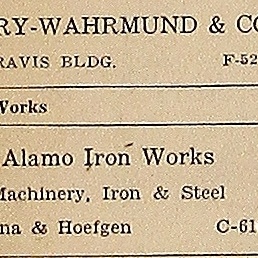 RY-WAHRMUND & CO
RAVIS BLDG. F-52
Works
Alamo Iron Works
Machinery, Iron & Steel
na & Hoefgen C-61